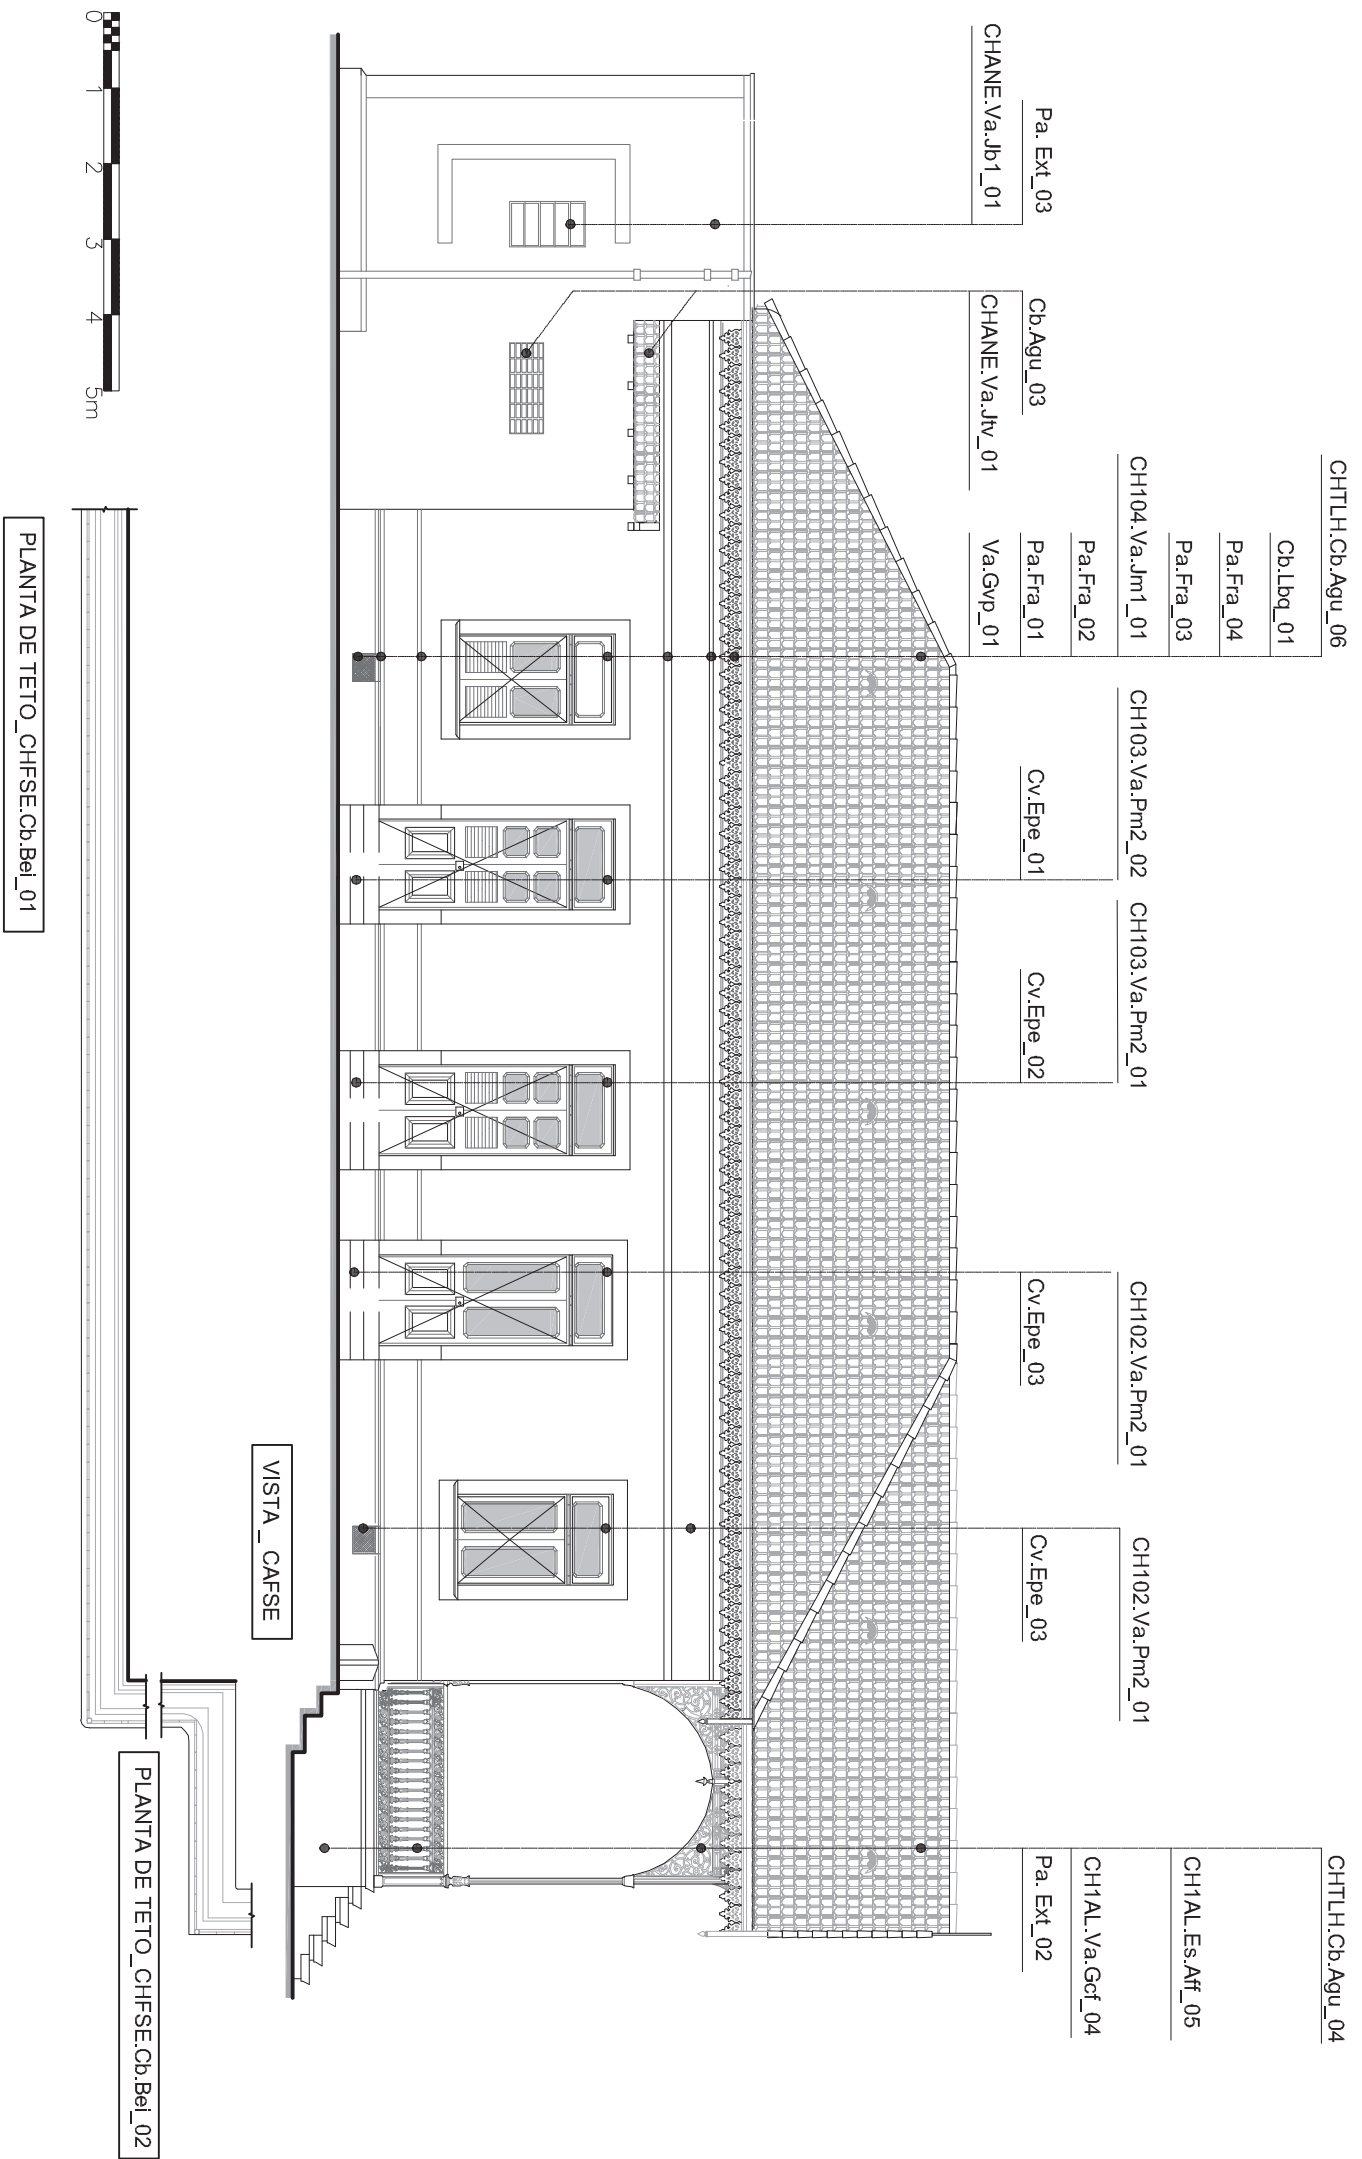 CHTLH.Cb.Agu_06
Cb.Lbq_01
Pa.Fra_04
Pa.Fra_03
CH104.Va.Jm1_01
Pa.Fra_02
Pa.Fra_01
Va.Gvp_01
Pa. Ext_03
CHANE.Va.Jb1_01
Cb.Agu_03
CHANE.Va.Jtv_01
CH103.Va.Pm2_02
Cv.Epe_01
CH103.Va.Pm2_01
Cv.Epe_02
CH102.Va.Pm2_01
Cv.Epe_03
CH102.Va.Pm2_01
Cv.Epe_03
CHTLH.Cb.Agu_04
CH1AL.Es.Aff_05
CH1AL.Va.Gcf_04
Pa. Ext_02
VISTA_ CAFSE
0 1 2 3 4 5m
PLANTA DE TETO_CHFSE.Cb.Bei_01
PLANTA DE TETO_CHFSE.Cb.Bei_02